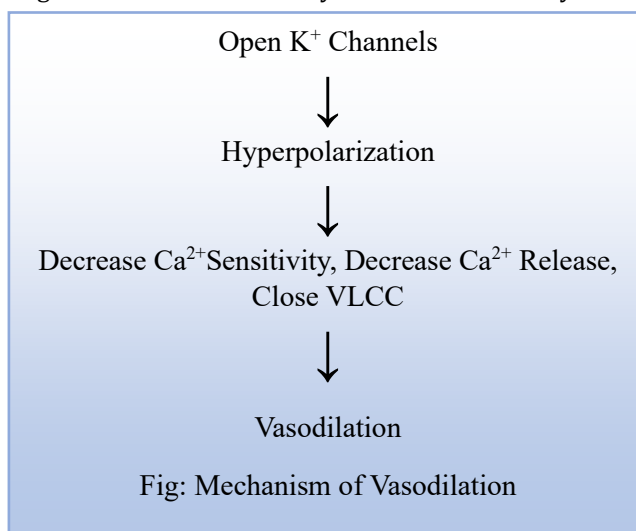 Open K⁺ Channels
Hyperpolarization
Decrease Ca²⁺Sensitivity, Decrease Ca²⁺ Release,
Close VLCC
Vasodilation
Fig: Mechanism of Vasodilation